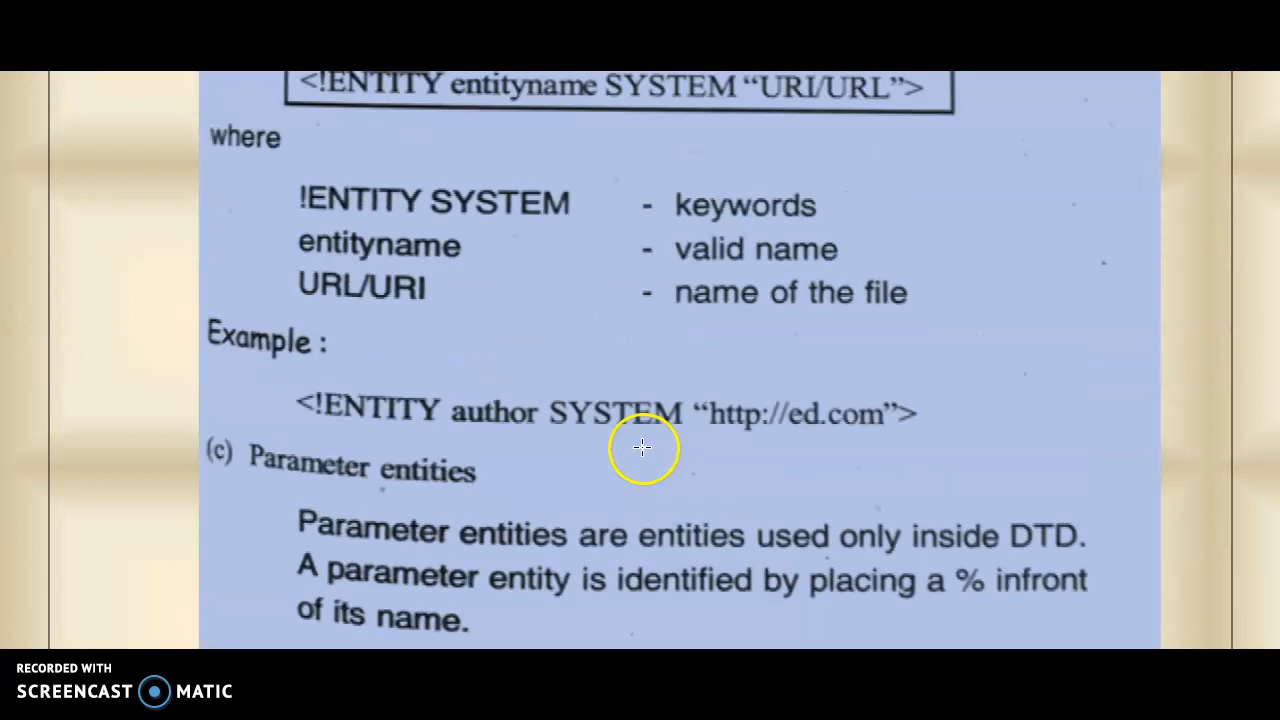 <!ENTITY entityname SYSTEM “URI/URL”>
where
!ENTITY SYSTEM - keywords
entityname - valid name
URL/URI - name of the file
Example :
<!ENTITY author SYSTEM “http://ed.com”>
(c) Parameter entities
Parameter entities are entities used only inside DTD.
A parameter entity is identified by placing a % infront
of its name.
RECORDED WITH
SCREENCAST MATIC